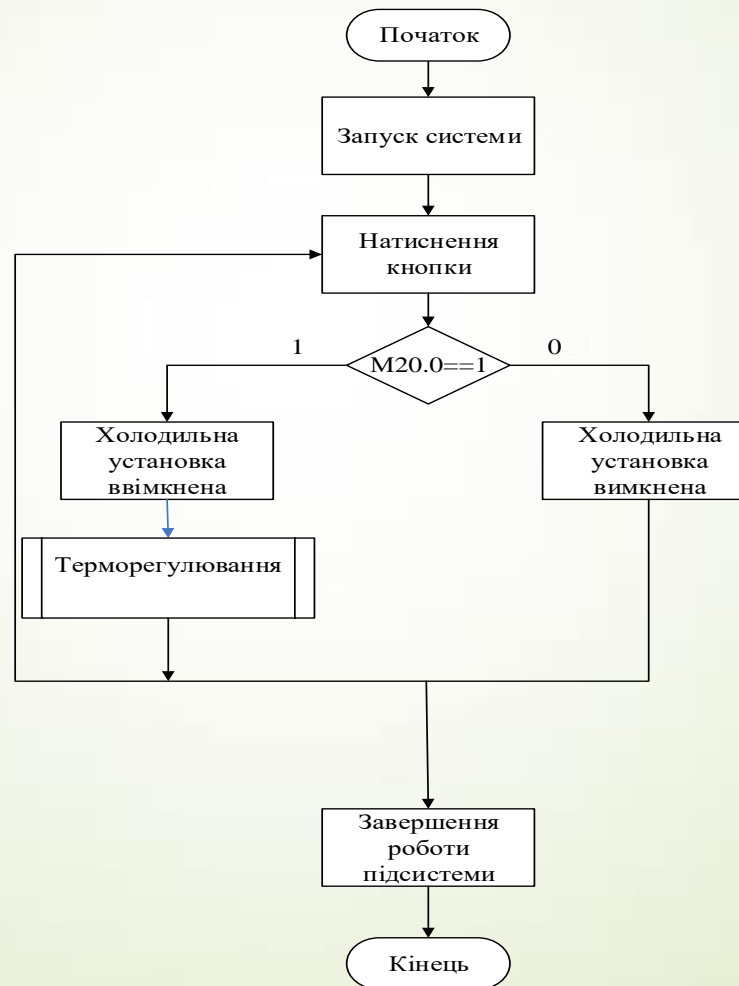 Початок
Запуск системи
Натиснення
кнопки
M20.0==1
1
0
Холодильна
установка
ввімкнена
Холодильна
установка
вимкнена
Терморегулювання
Завершення
роботи
підсистеми
Кінець